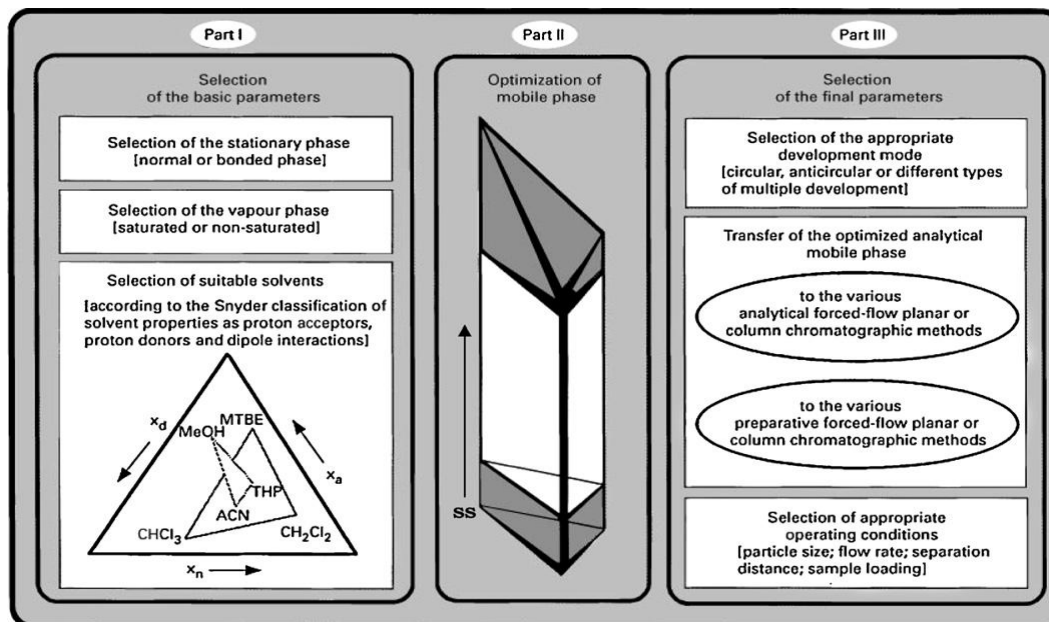 Part I
Selection
of the basic parameters
Selection of the stationary phase
[normal or bonded phase]
Selection of the vapour phase
[saturated or non-saturated]
Selection of suitable solvents
[according to the Snyder classification of
solvent properties as proton acceptors,
proton donors and dipole interactions]
x_d
MTBE
MeOH
x_a
THP
ACN
CHCl₃
CH₂Cl₂
x_n
Part II
Optimization of
mobile phase
SS
Part III
Selection
of the final parameters
Selection of the appropriate
development mode
[circular, anticircular or different types
of multiple development]
Transfer of the optimized analytical
mobile phase
to the various
analytical forced-flow planar or
column chromatographic methods
to the various
preparative forced-flow planar or
column chromatographic methods
Selection of appropriate
operating conditions
[particle size; flow rate; separation
distance; sample loading]